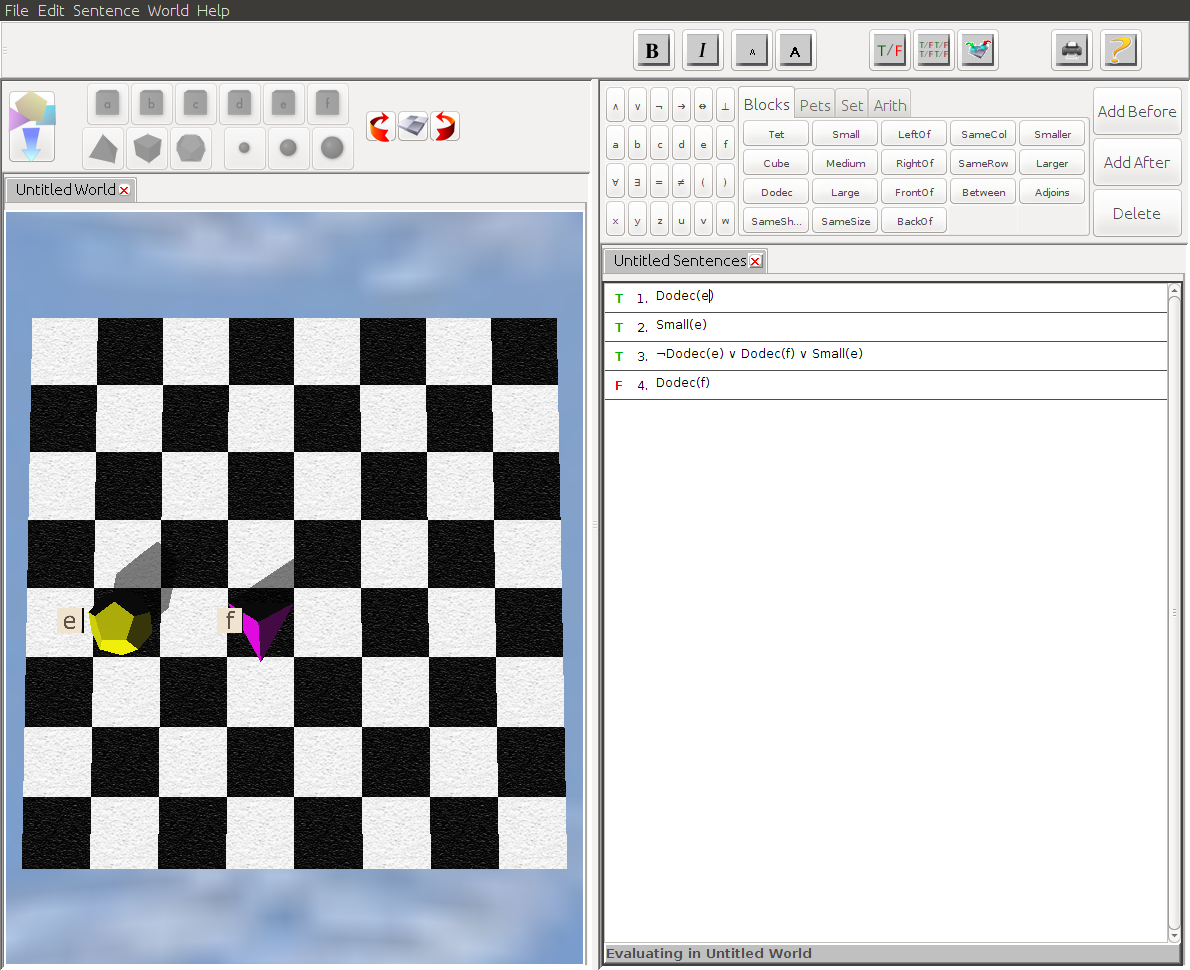 File Edit Sentence World Help
B I A A T/F T/F T/F T/F T/F ?
a b c d e f
∧ ∨ ¬ → ⇔ ⊥
a b c d e f
∀ ∃ = ≠ ( )
x y z u v w
Blocks Pets Set Arith
Tet Small LeftOf SameCol Smaller
Cube Medium RightOf SameRow Larger
Dodec Large FrontOf Between Adjoins
SameSh... SameSize BackOf
Add Before
Add After
Delete
Untitled World
e f
Untitled Sentences
T 1. Dodec(e)
T 2. Small(e)
T 3. ¬Dodec(e) ∨ Dodec(f) ∨ Small(e)
F 4. Dodec(f)
Evaluating in Untitled World